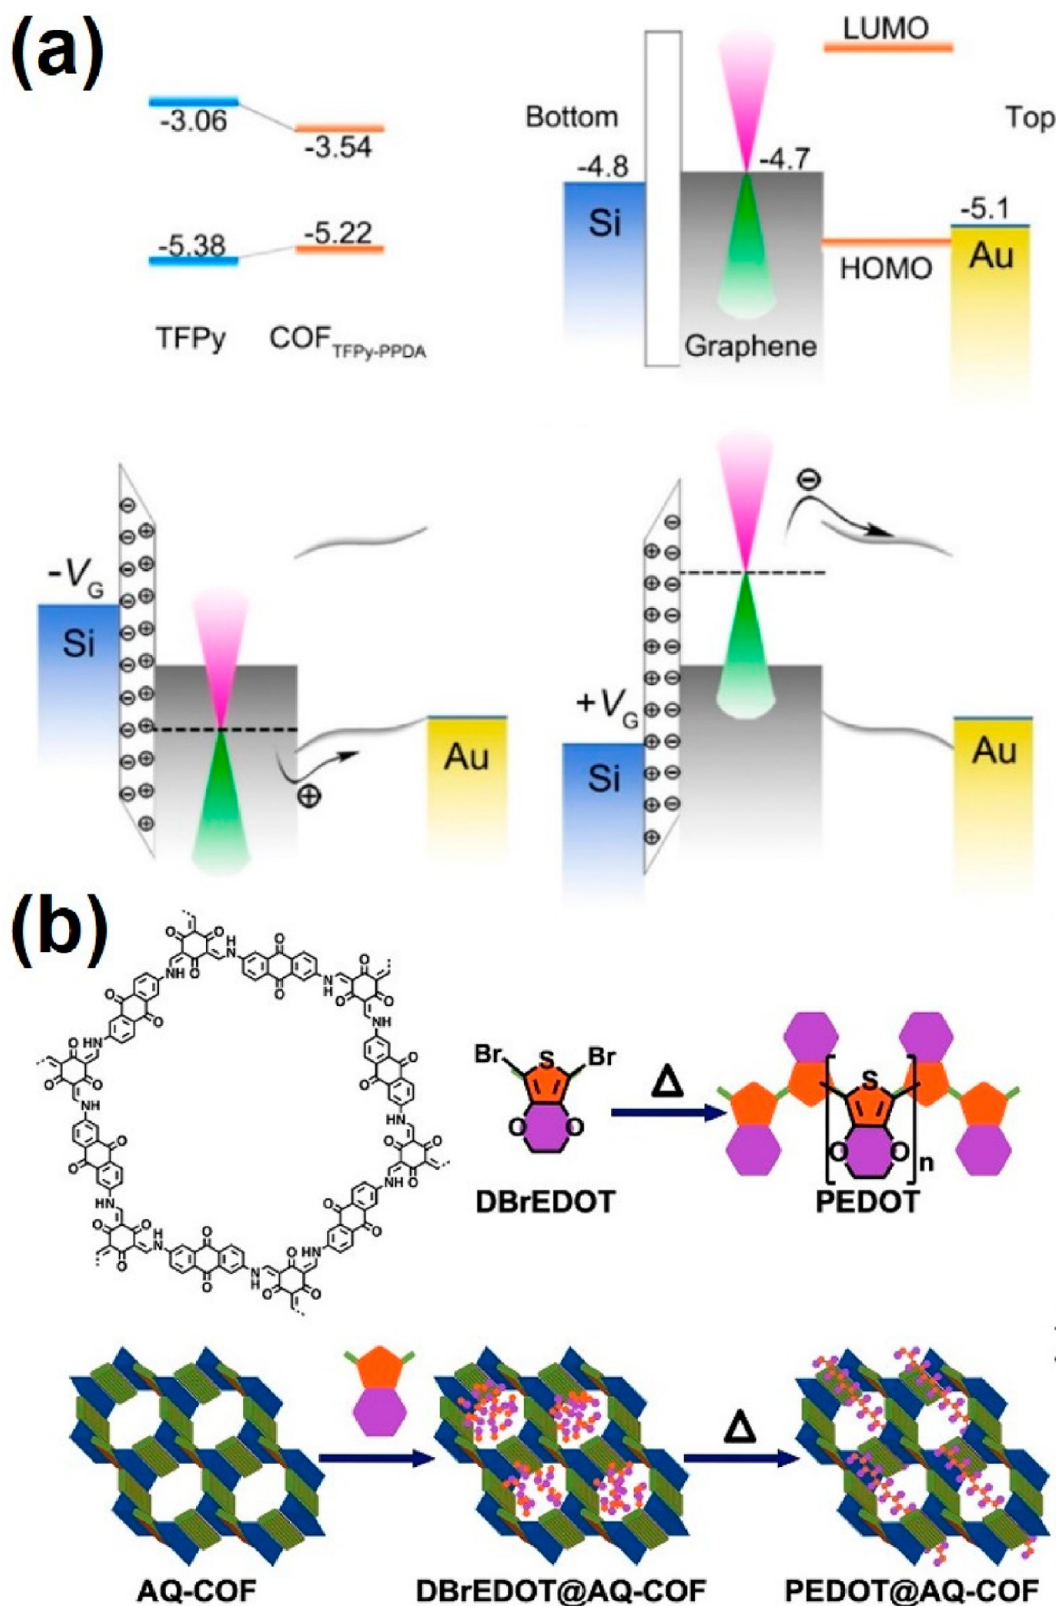 (a)
-3.06
-3.54
-5.38
-5.22
TFPy
COF TFPy-PPDA
LUMO
Bottom
Top
-4.8
-4.7
-5.1
Si
Au
HOMO
Graphene
-VG
Si
⊕
Au
⊖
+VG
Si
Au
(b)
Br
S
Br
O
O
DBrEDOT
Δ
S
O
O
n
PEDOT
Δ
AQ-COF
DBrEDOT@AQ-COF
PEDOT@AQ-COF